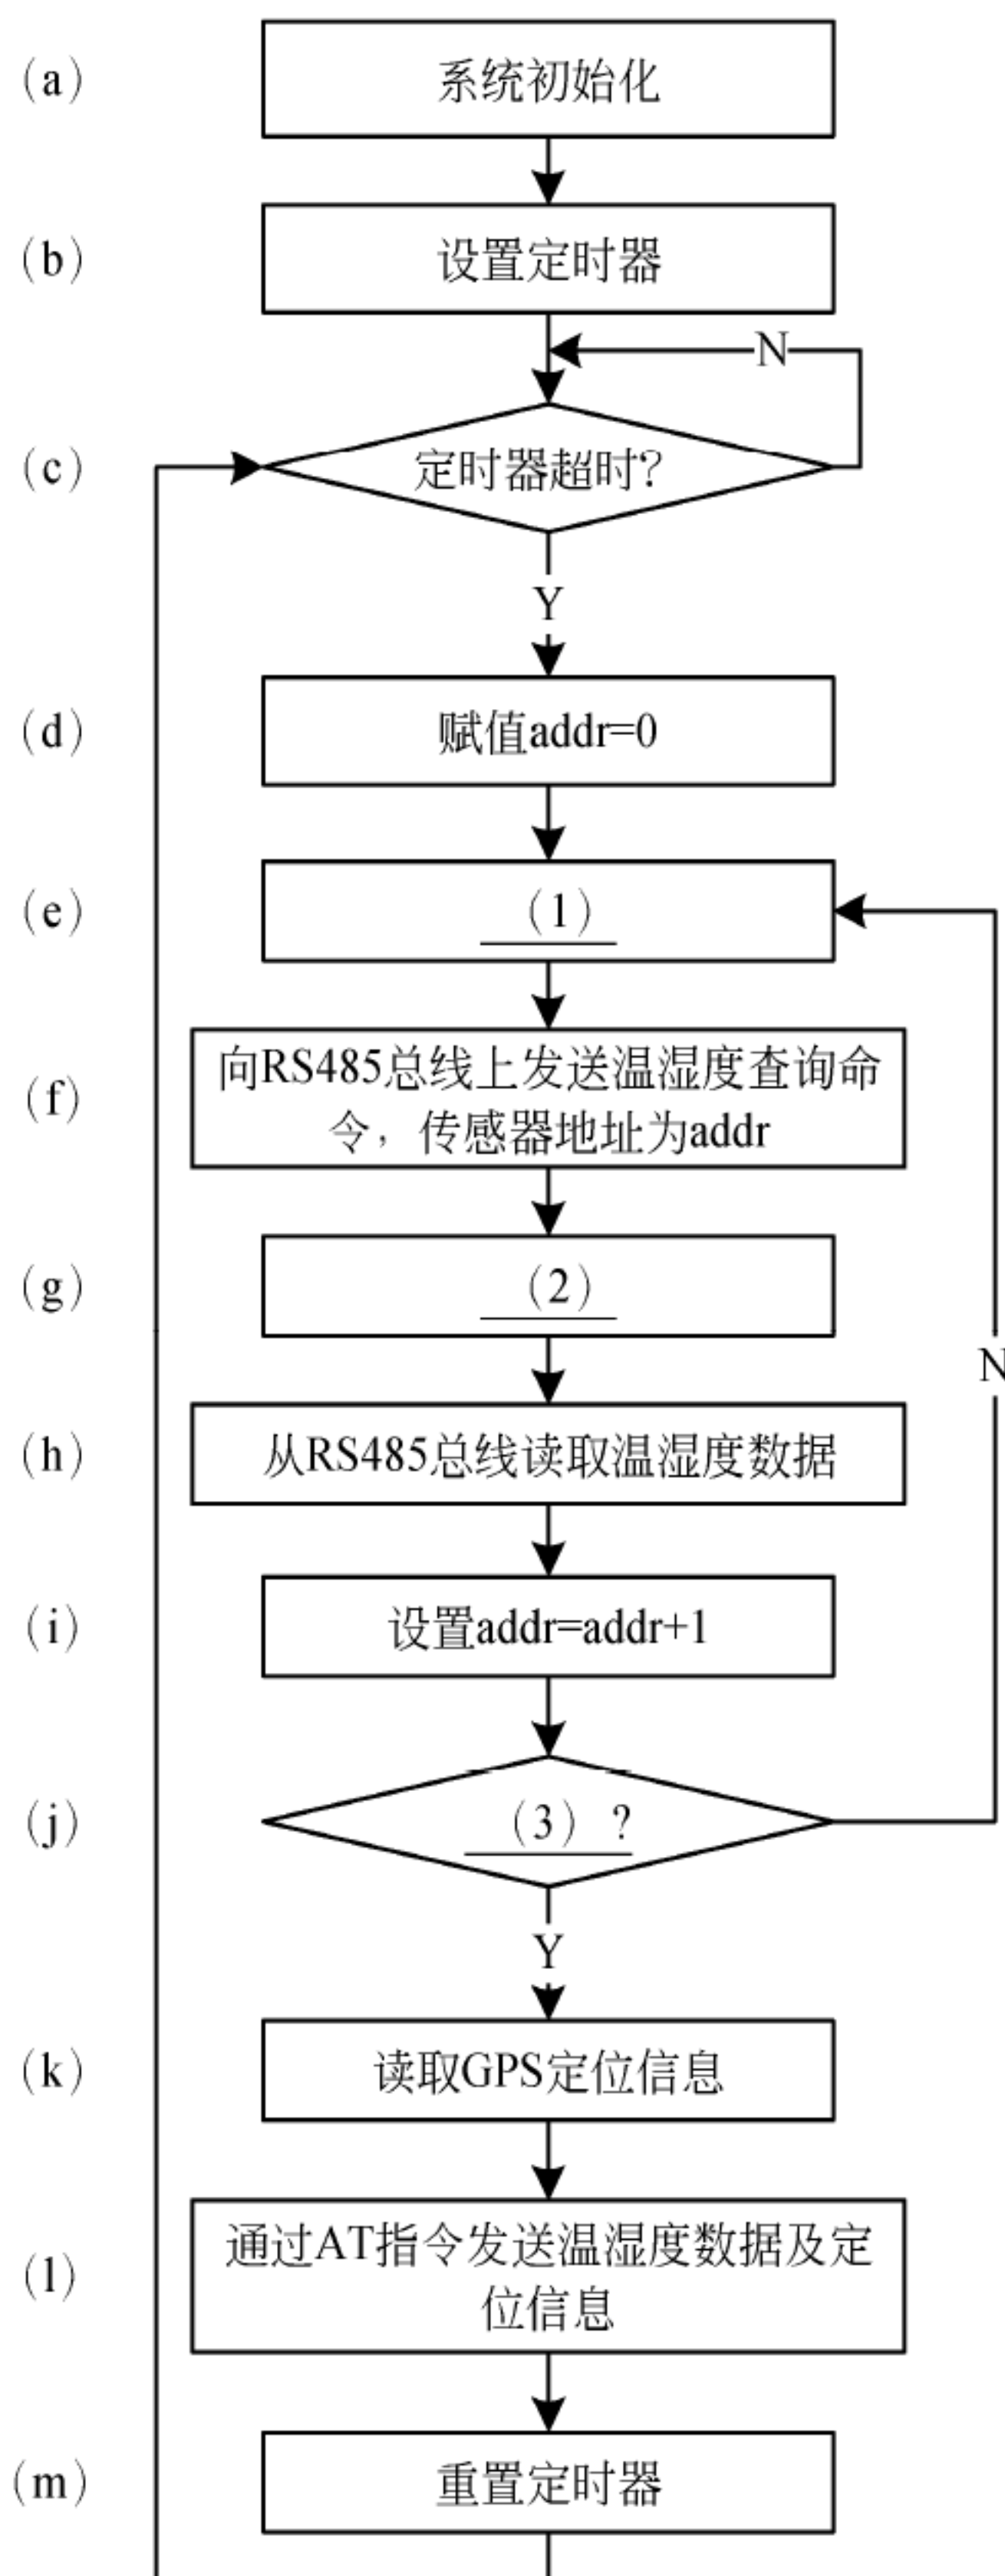 (a)
系统初始化
(b)
设置定时器
N
(c)
定时器超时?
Y
(d)
赋值addr=0
(e)
(1)
(f)
向RS485总线上发送温湿度查询命
令，传感器地址为addr
(g)
(2)
N
(h)
从RS485总线读取温湿度数据
(i)
设置addr=addr+1
(j)
(3) ?
Y
(k)
读取GPS定位信息
(l)
通过AT指令发送温湿度数据及定
位信息
(m)
重置定时器